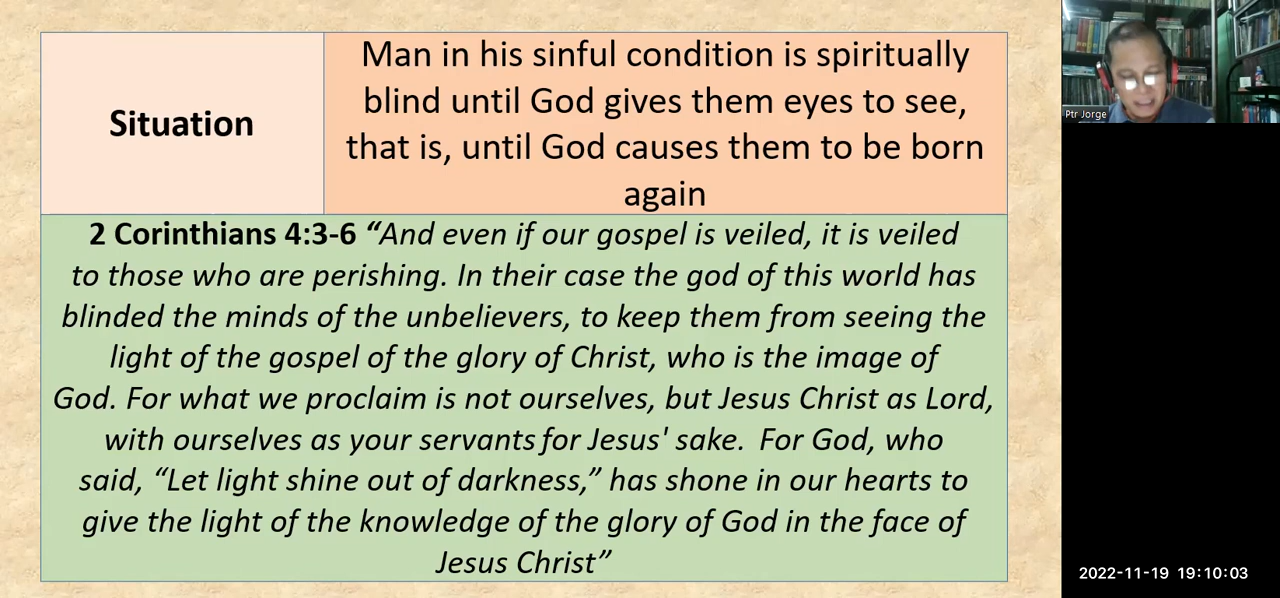 Situation
Man in his sinful condition is spiritually
blind until God gives them eyes to see,
that is, until God causes them to be born
again
2 Corinthians 4:3-6 “And even if our gospel is veiled, it is veiled
to those who are perishing. In their case the god of this world has
blinded the minds of the unbelievers, to keep them from seeing the
light of the gospel of the glory of Christ, who is the image of
God. For what we proclaim is not ourselves, but Jesus Christ as Lord,
with ourselves as your servants for Jesus' sake. For God, who
said, “Let light shine out of darkness,” has shone in our hearts to
give the light of the knowledge of the glory of God in the face of
Jesus Christ”
Ptr Jorge
2022-11-19 19:10:03